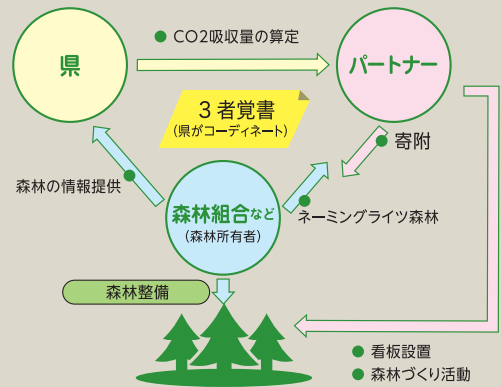 CO2吸収量の算定
県
パートナー
3者覚書
(県がコーディネート)
寄附
森林の情報提供
森林組合など
(森林所有者)
ネーミングライツ森林
森林整備
看板設置
森林づくり活動